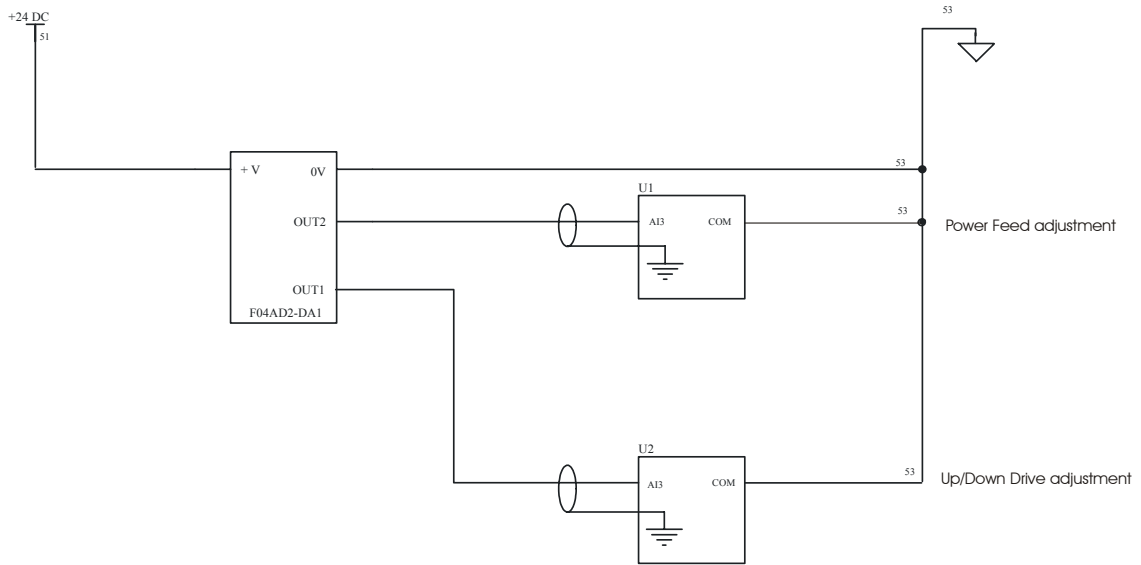 +24 DC
51
53
+ V
0V
53
OUT2
U1
AI3
COM
53
Power Feed adjustment
OUT1
F04AD2-DA1
U2
AI3
COM
53
Up/Down Drive adjustment